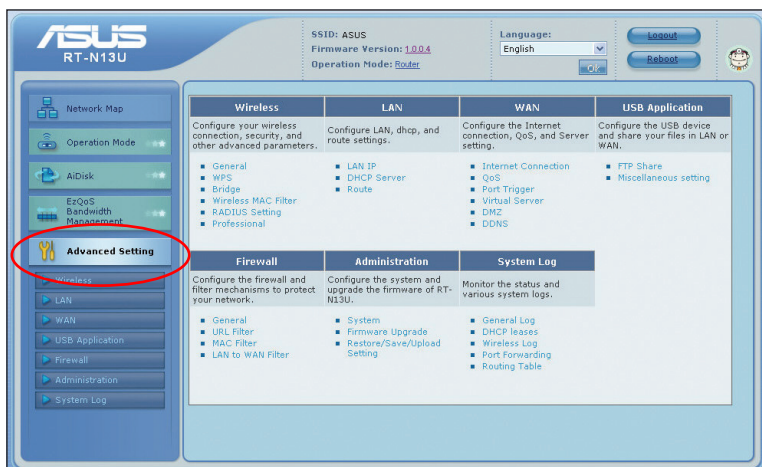 ASUS
RT-N13U
SSID: ASUS
Firmware Version: 1.0.0.4
Operation Mode: Router
Language:
English
Ok
Logout
Reboot
Network Map
Operation Mode
AiDisk
EzQoS
Bandwidth
Management
Advanced Setting
Wireless
LAN
WAN
USB Application
Firewall
Administration
System Log
Wireless
Configure your wireless
connection, security, and
other advanced parameters.
General
WPS
Bridge
Wireless MAC Filter
RADIUS Setting
Professional
LAN
Configure LAN, dhcp, and
route settings.
LAN IP
DHCP Server
Route
WAN
Configure the Internet
connection, QoS, and Server
setting.
Internet Connection
QoS
Port Trigger
Virtual Server
DMZ
DDNS
USB Application
Configure the USB device
and share your files in LAN or
WAN.
FTP Share
Miscellaneous setting
Firewall
Configure the firewall and
filter mechanisms to protect
your network.
General
URL Filter
MAC Filter
LAN to WAN Filter
Administration
Configure the system and
upgrade the firmware of RT-
N13U.
System
Firmware Upgrade
Restore/Save/Upload
Setting
System Log
Monitor the status and
various system logs.
General Log
DHCP leases
Wireless Log
Port Forwarding
Routing Table